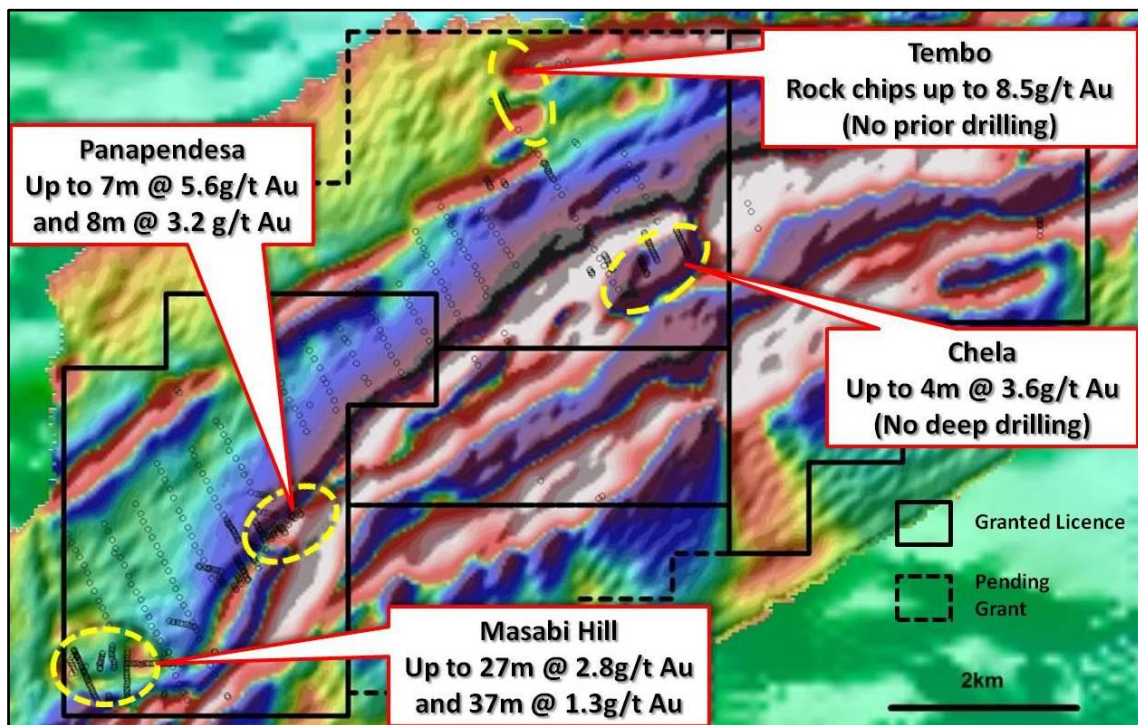 Tembo
Rock chips up to 8.5g/t Au
(No prior drilling)
Panapendesa
Up to 7m @ 5.6g/t Au
and 8m @ 3.2 g/t Au
Chela
Up to 4m @ 3.6g/t Au
(No deep drilling)
Granted Licence
Pending
Grant
Masabi Hill
Up to 27m @ 2.8g/t Au
and 37m @ 1.3g/t Au
2km